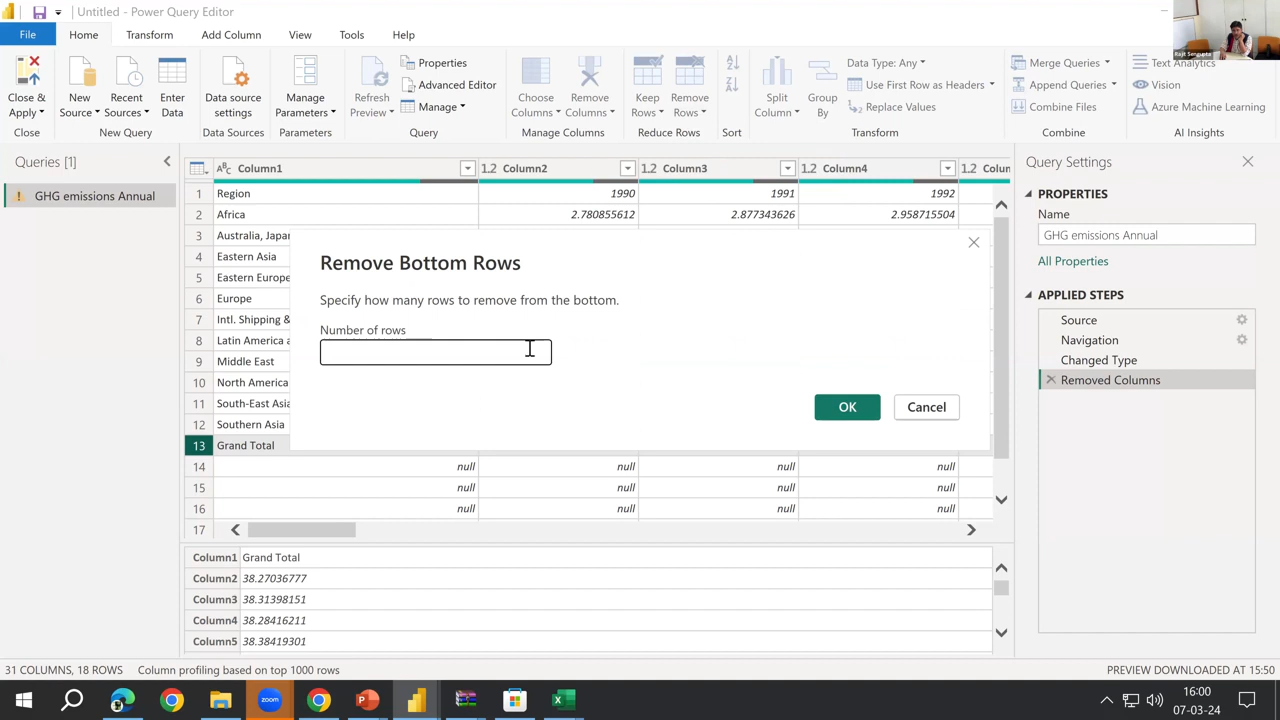 Untitled - Power Query Editor
File Home Transform Add Column View Tools Help
Close & Apply
New Source
Recent Sources
Enter Data
Data source settings
Manage Parameters
Refresh Preview
Properties
Advanced Editor
Manage
Choose Columns
Remove Columns
Keep Rows
Remove Rows
Split Column
Group By
Data Type: Any
Use First Row as Headers
Replace Values
Merge Queries
Append Queries
Combine Files
Text Analytics
Vision
Azure Machine Learning
Close New Query Data Sources Parameters Query Manage Columns Reduce Rows Sort Transform Combine AI Insights
Rajit Sengupta
Queries [1]
GHG emissions Annual
ABC Column1 1.2 Column2 1.2 Column3 1.2 Column4 1.2 Colun
1 Region 1990 1991 1992
2 Africa 2.780855612 2.877343626 2.958715504
3 Australia, Japan
4 Eastern Asia
5 Eastern Europe
6 Europe
7 Intl. Shipping &
8 Latin America a
9 Middle East
10 North America
11 South-East Asia
12 Southern Asia
13 Grand Total
14 null null null
15 null null null
16 null null null
17
Remove Bottom Rows
Specify how many rows to remove from the bottom.
Number of rows
OK Cancel
Column1 Grand Total
Column2 38.27036777
Column3 38.31398151
Column4 38.28416211
Column5 38.38419301
Query Settings
PROPERTIES
Name
GHG emissions Annual
All Properties
APPLIED STEPS
Source
Navigation
Changed Type
Removed Columns
31 COLUMNS, 18 ROWS Column profiling based on top 1000 rows PREVIEW DOWNLOADED AT 15:50
zoom
16:00
07-03-24